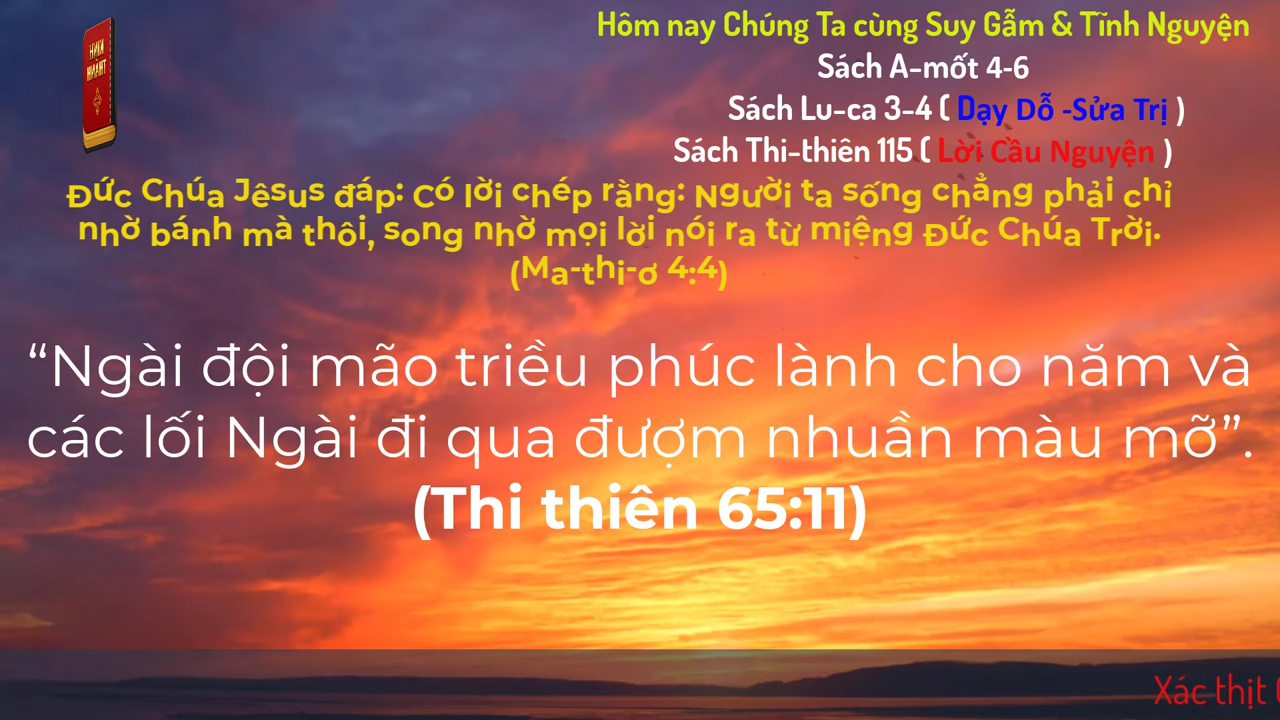 Hôm nay Chúng Ta cùng Suy Gẫm & Tĩnh Nguyện
Sách A-mốt 4-6
Sách Lu-ca 3-4 ( Dạy Dỗ -Sửa Trị )
Sách Thi-thiên 115 ( Lời Cầu Nguyện )
KINH
THÁNH
Đức Chúa Jêsus đáp: Có lời chép rằng: Người ta sống chẳng phải chỉ
nhờ bánh mà thôi, song nhờ mọi lời nói ra từ miệng Đức Chúa Trời.
(Ma-thi-ơ 4:4)
“Ngài đội mão triều phúc lành cho năm và
các lối Ngài đi qua đượm nhuần màu mỡ”.
(Thi thiên 65:11)
Xác thịt